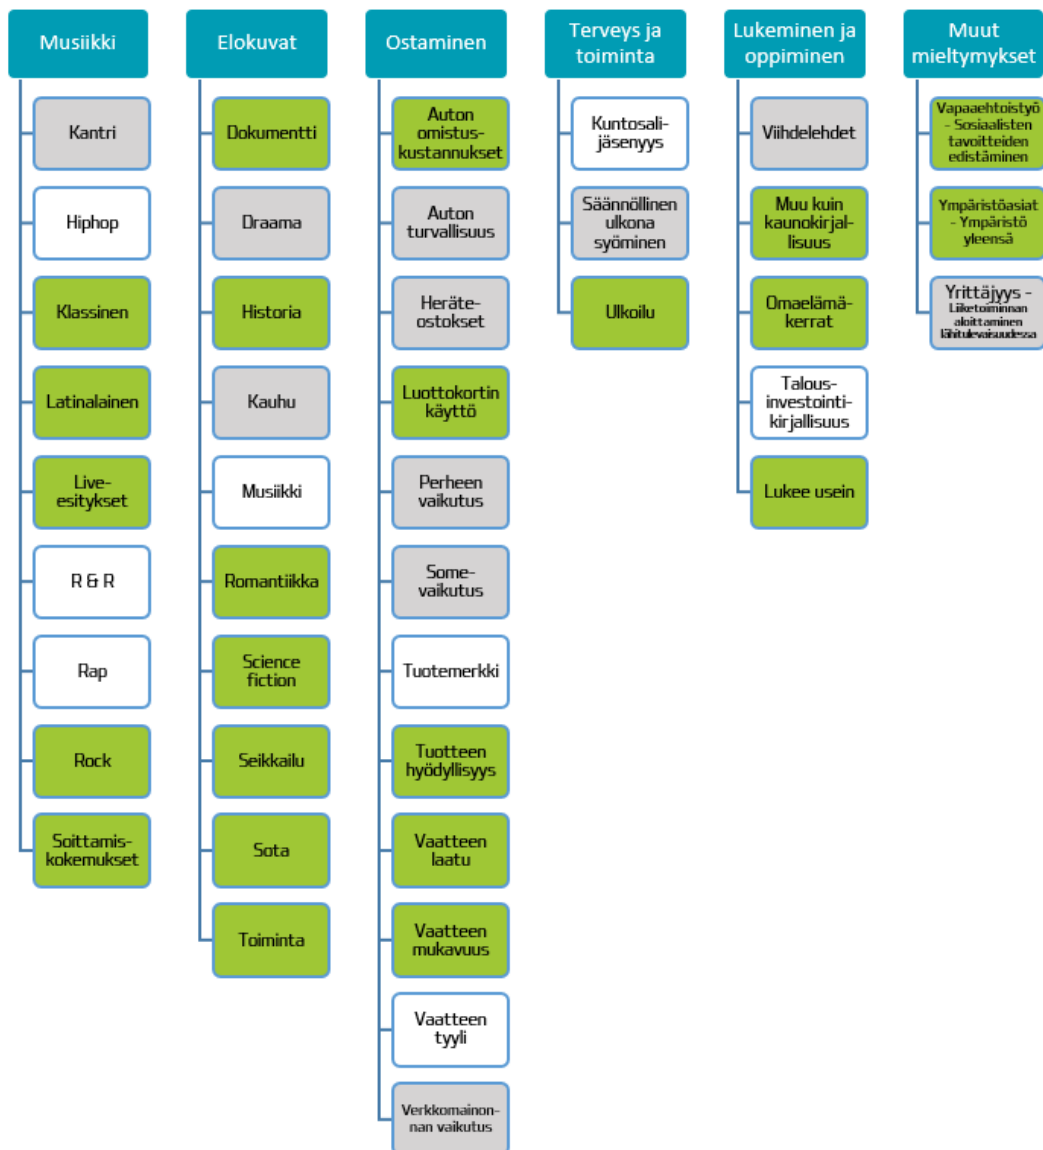 Musiikki
Kantri
Hiphop
Klassinen
Latinalainen
Live-
esitykset
R & R
Rap
Rock
Soittamis-
kokemukset
Elokuvat
Dokumentti
Draama
Historia
Kauhu
Musiikki
Romantiikka
Science
fiction
Seikkailu
Sota
Toiminta
Ostaminen
Auton
omistus-
kustannukset
Auton
turvallisuus
Heräte-
ostokset
Luottokortin
käyttö
Perheen
vaikutus
Some-
vaikutus
Tuotemerkki
Tuotteen
hyödyllisyys
Vaatteen
laatu
Vaatteen
mukavuus
Vaatteen
tyyli
Verkkomainon-
nan vaikutus
Terveys ja
toiminta
Kuntosali-
jäsenyys
Säännöllinen
ulkona
syöminen
Ulkoilu
Lukeminen ja
oppiminen
Viihdelehdet
Muu kuin
kaunokirjal-
lisuus
Omaelämä-
kerrat
Talous-
investointi-
kirjallisuus
Lukee usein
Muut
mieltymykset
Vapaaehtoistyö
- Sosiaalisten
tavoitteiden
edistäminen
Ympäristöasiat
- Ympäristö
yleensä
Yrittäjyys -
Liiketoiminnan
aloittaminen
lähitulevaisuudessa